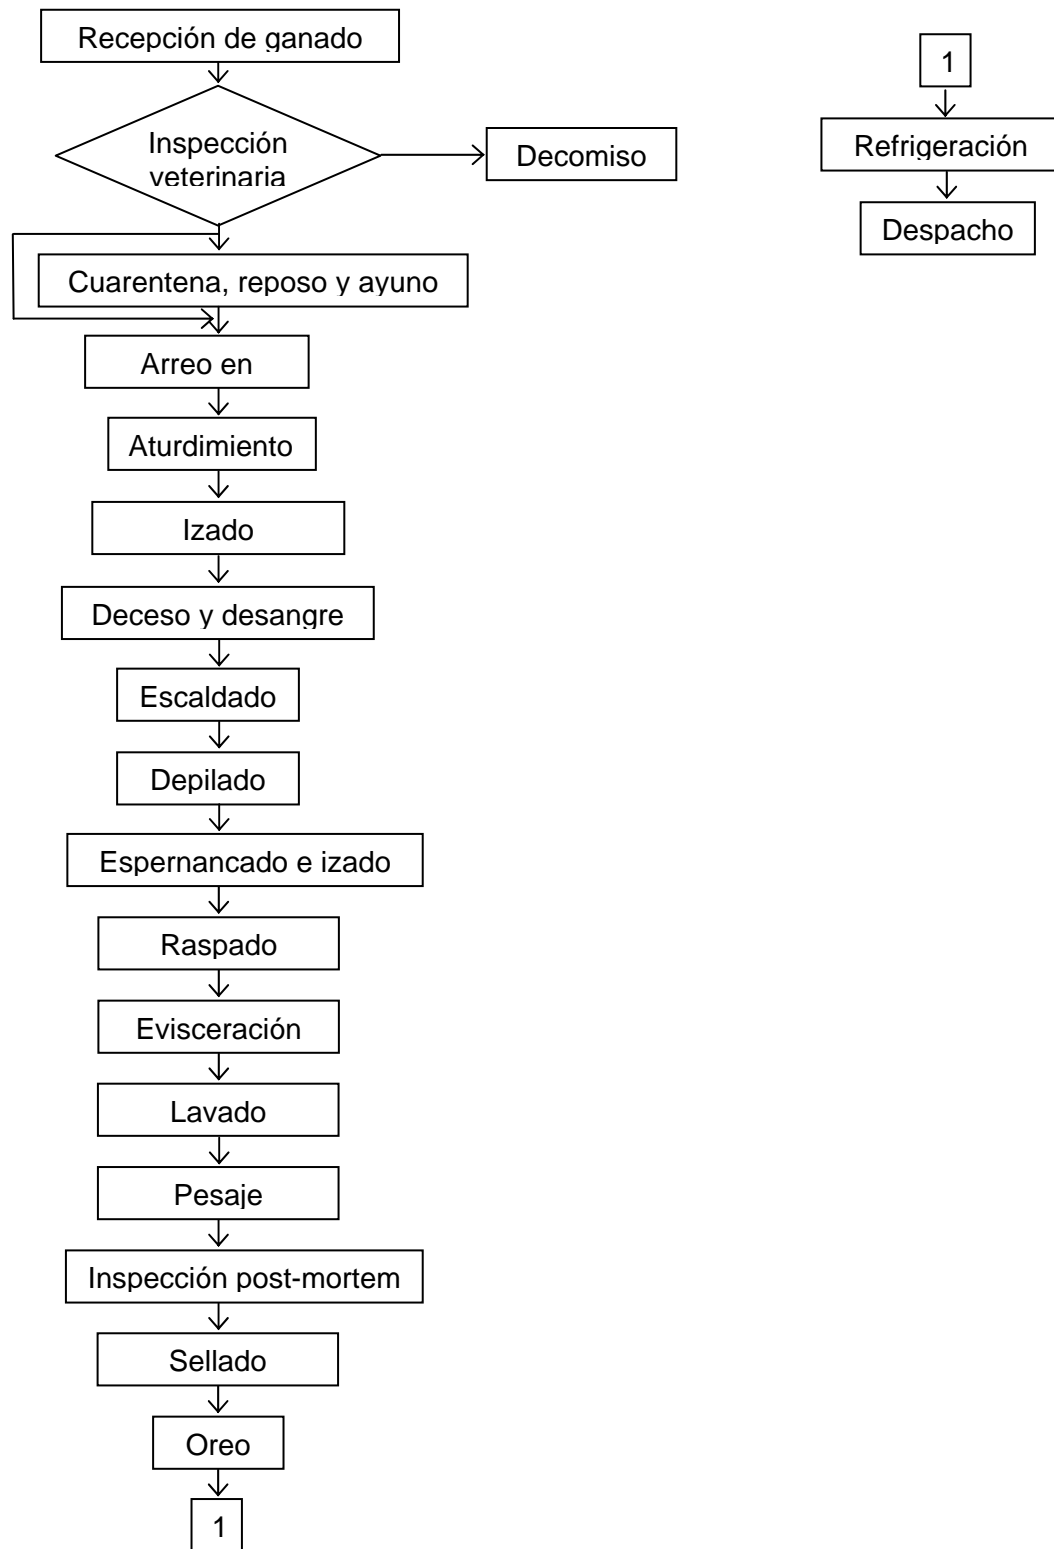 Recepción de ganado
Inspección
veterinaria
Decomiso
Cuarentena, reposo y ayuno
Arreo en
Aturdimiento
Izado
Deceso y desangre
Escaldado
Depilado
Espernancado e izado
Raspado
Evisceración
Lavado
Pesaje
Inspección post-mortem
Sellado
Oreo
1
1
Refrigeración
Despacho